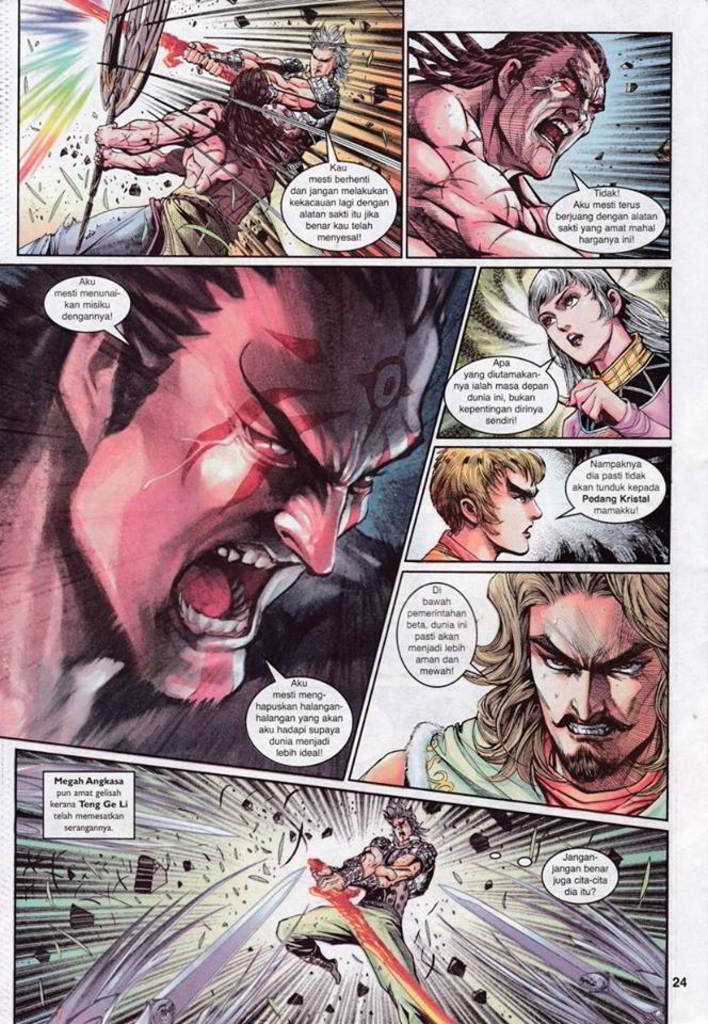 Kau
mesti berhenti
dan jangan melakukan
kekacauan lagi dengan
alatan sakti itu jika
benar kau telah
menyesal!
Tidak!
Aku mesti terus
berjuang dengan alatan
sakti yang amat mahal
harganya ini!
Aku
mesti menunai-
kan misiku
dengannya!
Apa
yang diutamakan-
nya ialah masa depan
dunia ini, bukan
kepentingan dirinya
sendiri!
Nampaknya
dia pasti tidak
akan tunduk kepada
Pedang Kristal
mamakku!
Di
bawah
pemerintahan
beta, dunia ini
pasti akan
menjadi lebih
aman dan
mewah!
Aku
mesti meng-
hapuskan halangan-
halangan yang akan
aku hadapi supaya
dunia menjadi
lebih ideal!
Megah Angkasa
pun amat gelisah
kerana Teng Ge Li
telah memesatkan
serangannya.
Jangan-
jangan benar
juga cita-cita
dia itu?
24